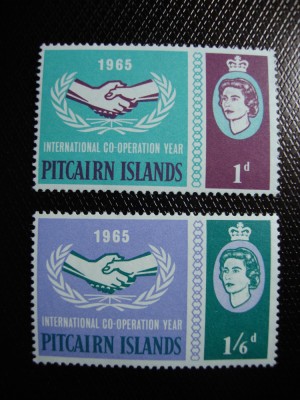 1965
INTERNATIONAL CO-OPERATION YEAR
PITCAIRN ISLANDS
1d
1965
INTERNATIONAL CO-OPERATION YEAR
PITCAIRN ISLANDS
1/6d